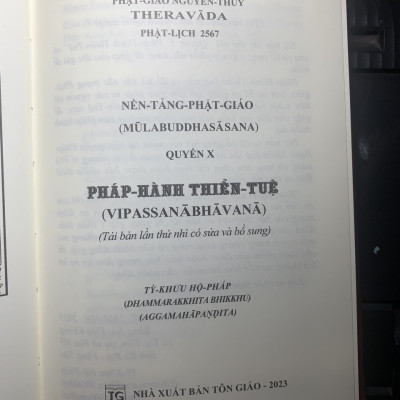 PHẬT-GIÁO NGUYÊN-THỦY
THERAVĀDA
PHẬT-LỊCH 2567
NỀN-TẢNG-PHẬT-GIÁO
(MŪLABUDDHASĀSANA)
QUYỂN X
PHÁP-HÀNH THIỀN-TUỆ
(VIPASSANĀBHĀVANĀ)
(Tái bản lần thứ nhì có sửa và bổ sung)
TỲ-KHƯU HỘ-PHÁP
(DHAMMARAKKHITA BHIKKHU)
(AGGAMAHĀPAṆḌITA)
TG NHÀ XUẤT BẢN TÔN GIÁO - 2023